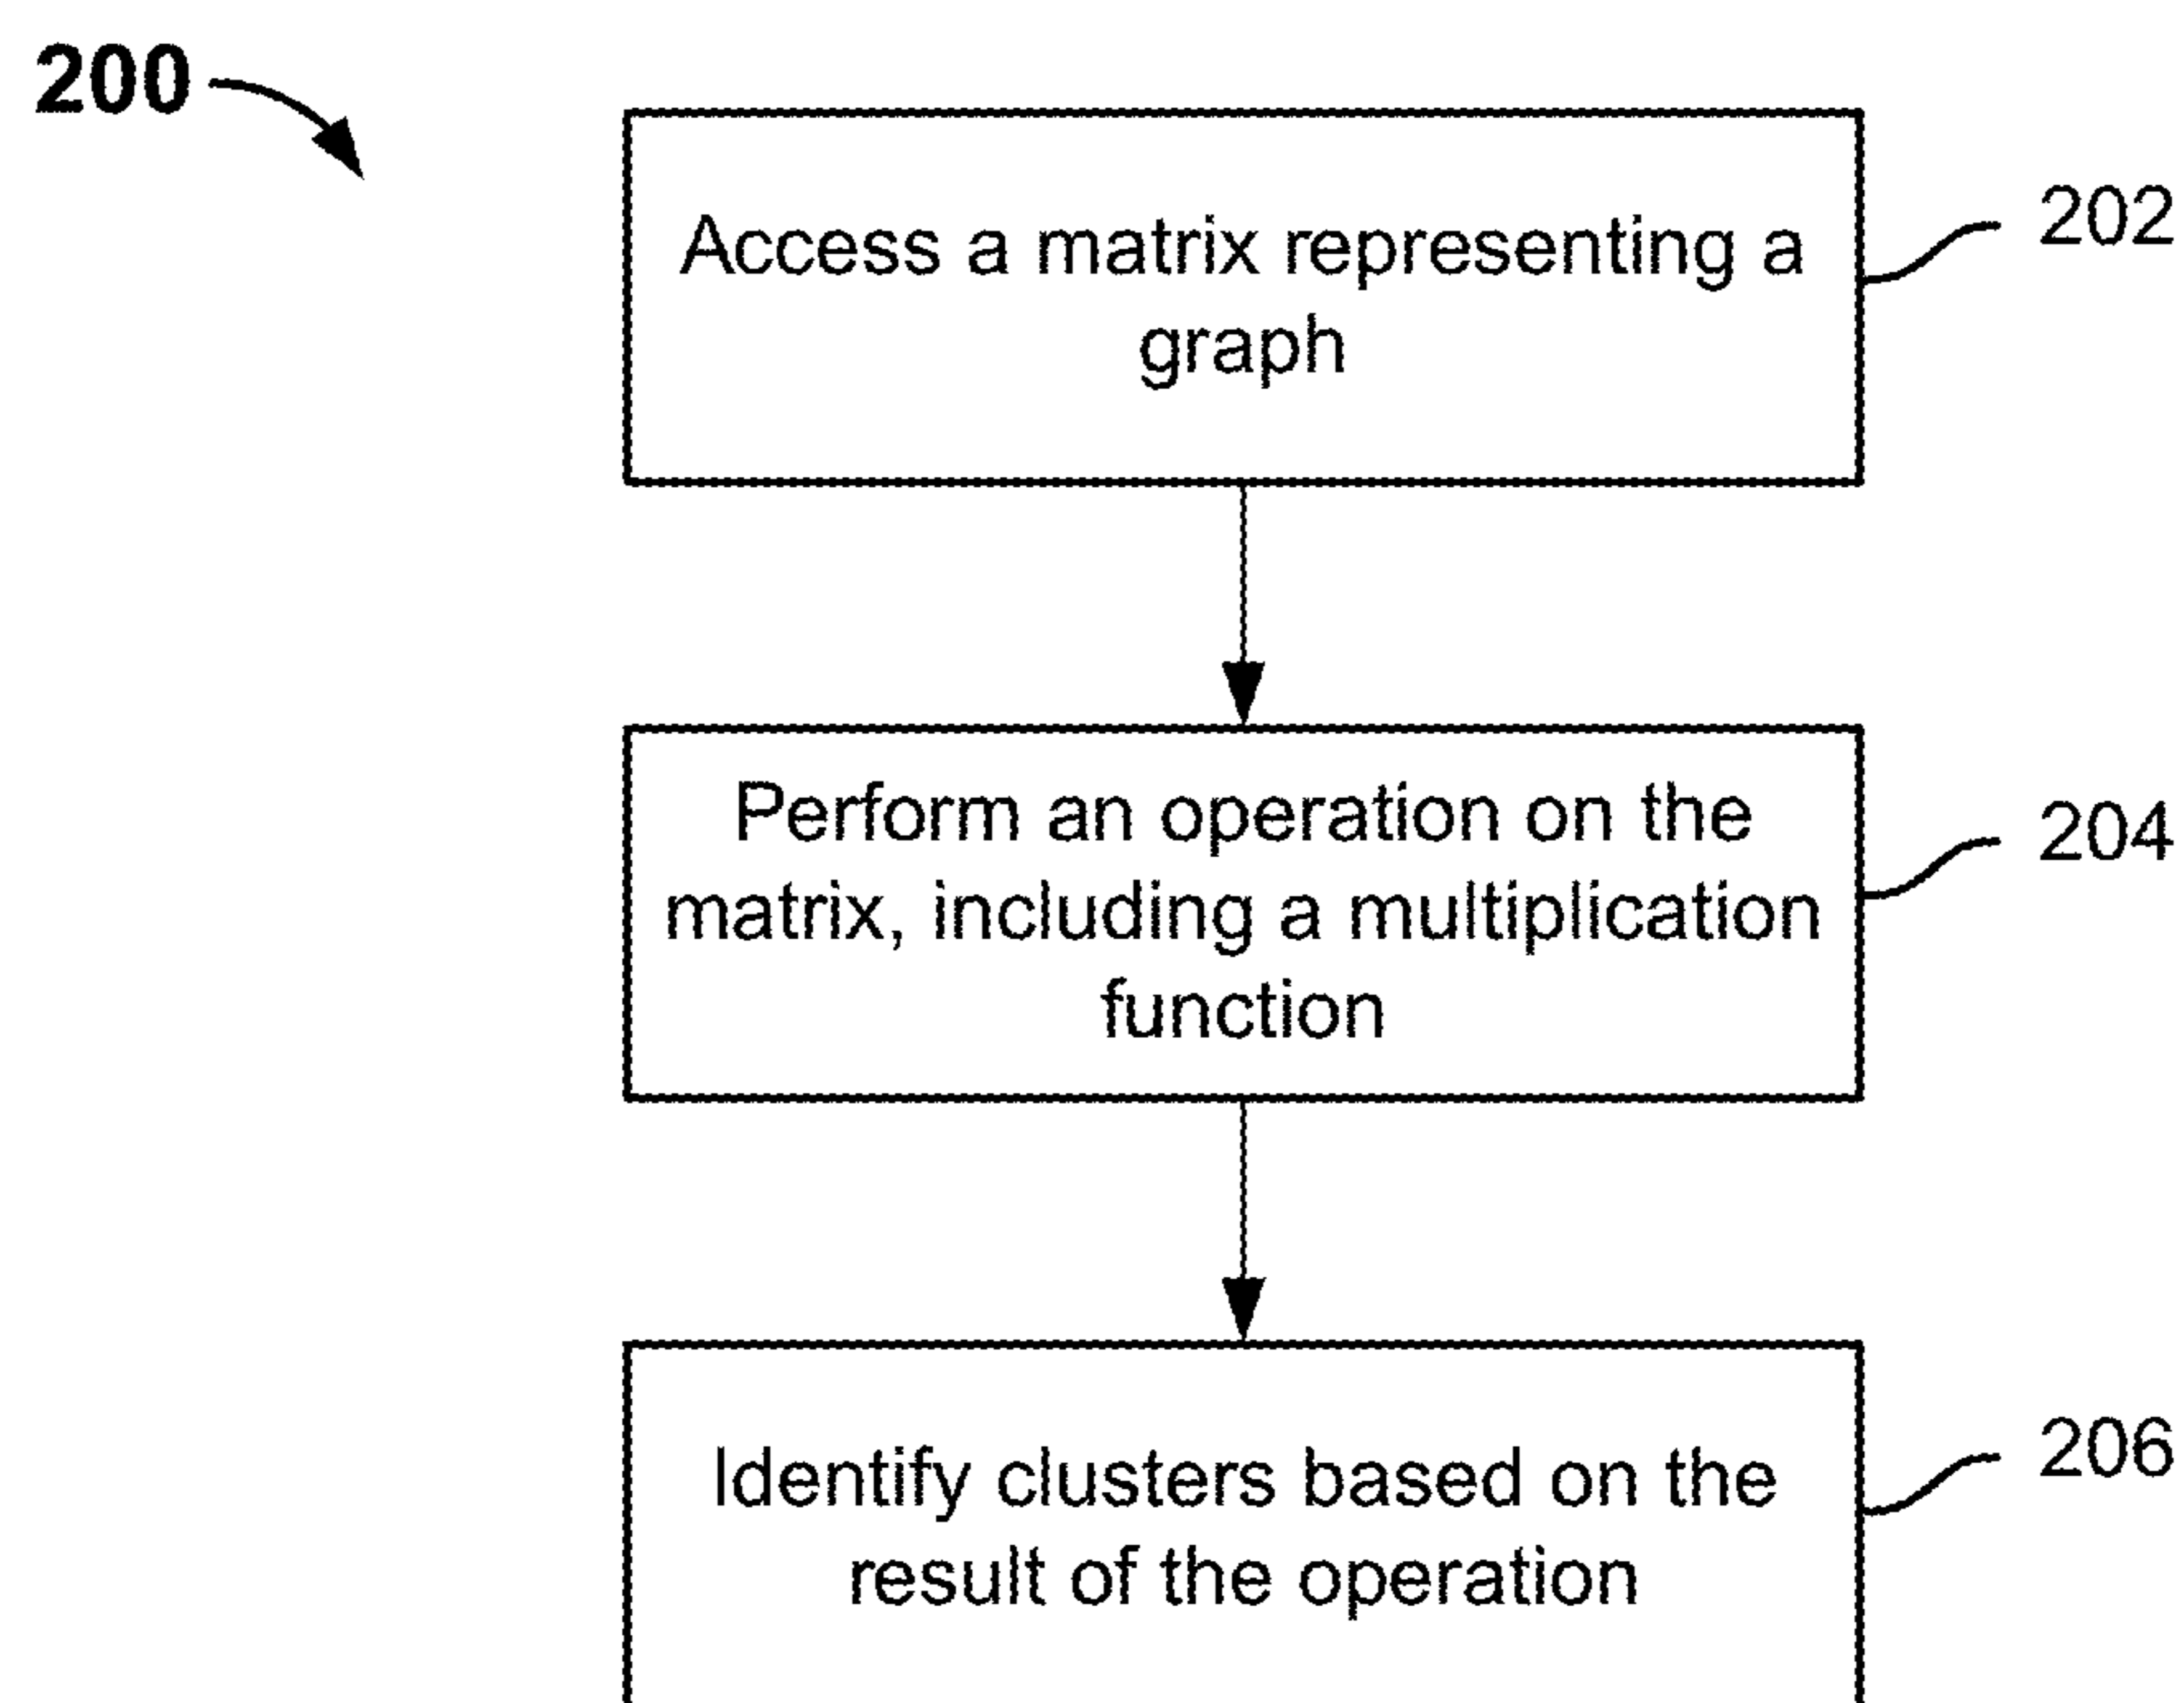 200
Access a matrix representing a
graph
202
Perform an operation on the
matrix, including a multiplication
function
204
Identify clusters based on the
result of the operation
206